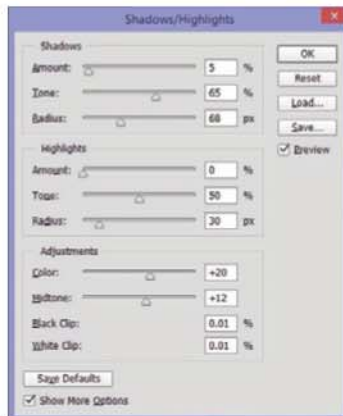 Shadows/Highlights
Shadows
Amount: 5 %
Tone: 65 %
Radius: 68 px
Highlights
Amount: 0 %
Tone: 50 %
Radius: 30 px
Adjustments
Color: +20
Midtone: +12
Black Clip: 0.01 %
White Clip: 0.01 %
Save Defaults
Show More Options
OK
Reset
Load...
Save...
Preview